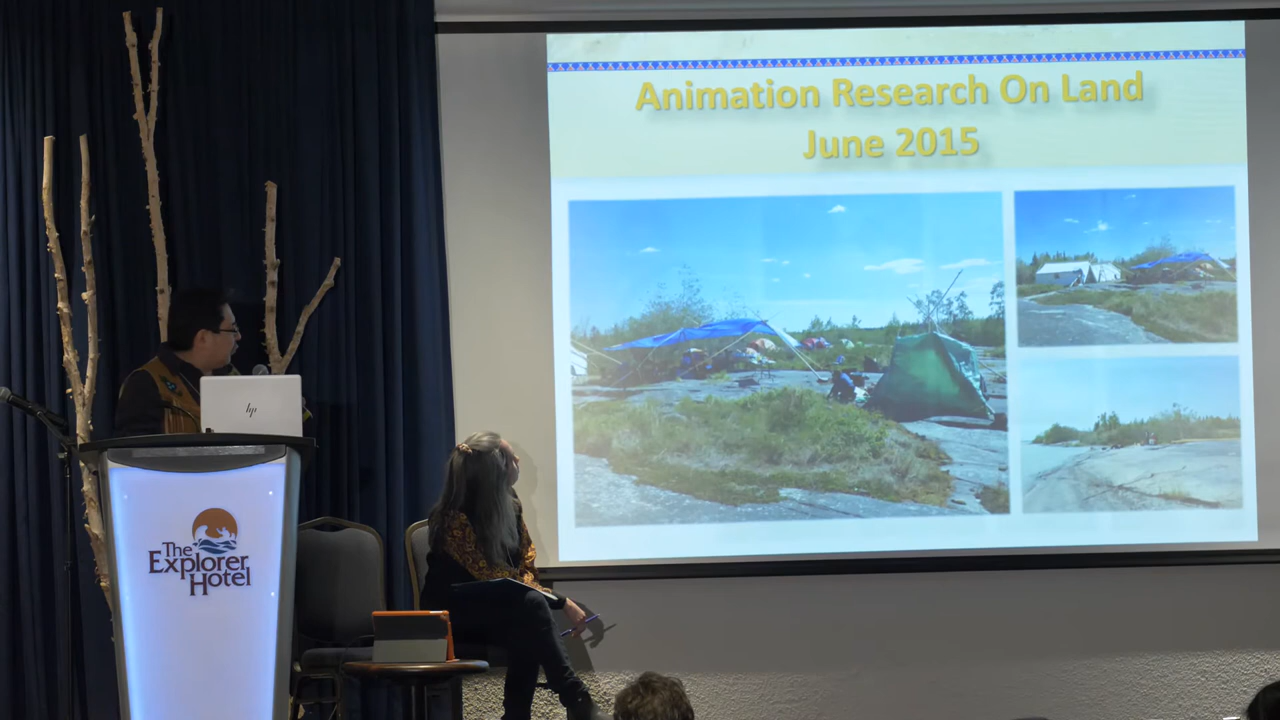 Animation Research On Land
June 2015
hp
The
Explorer
Hotel